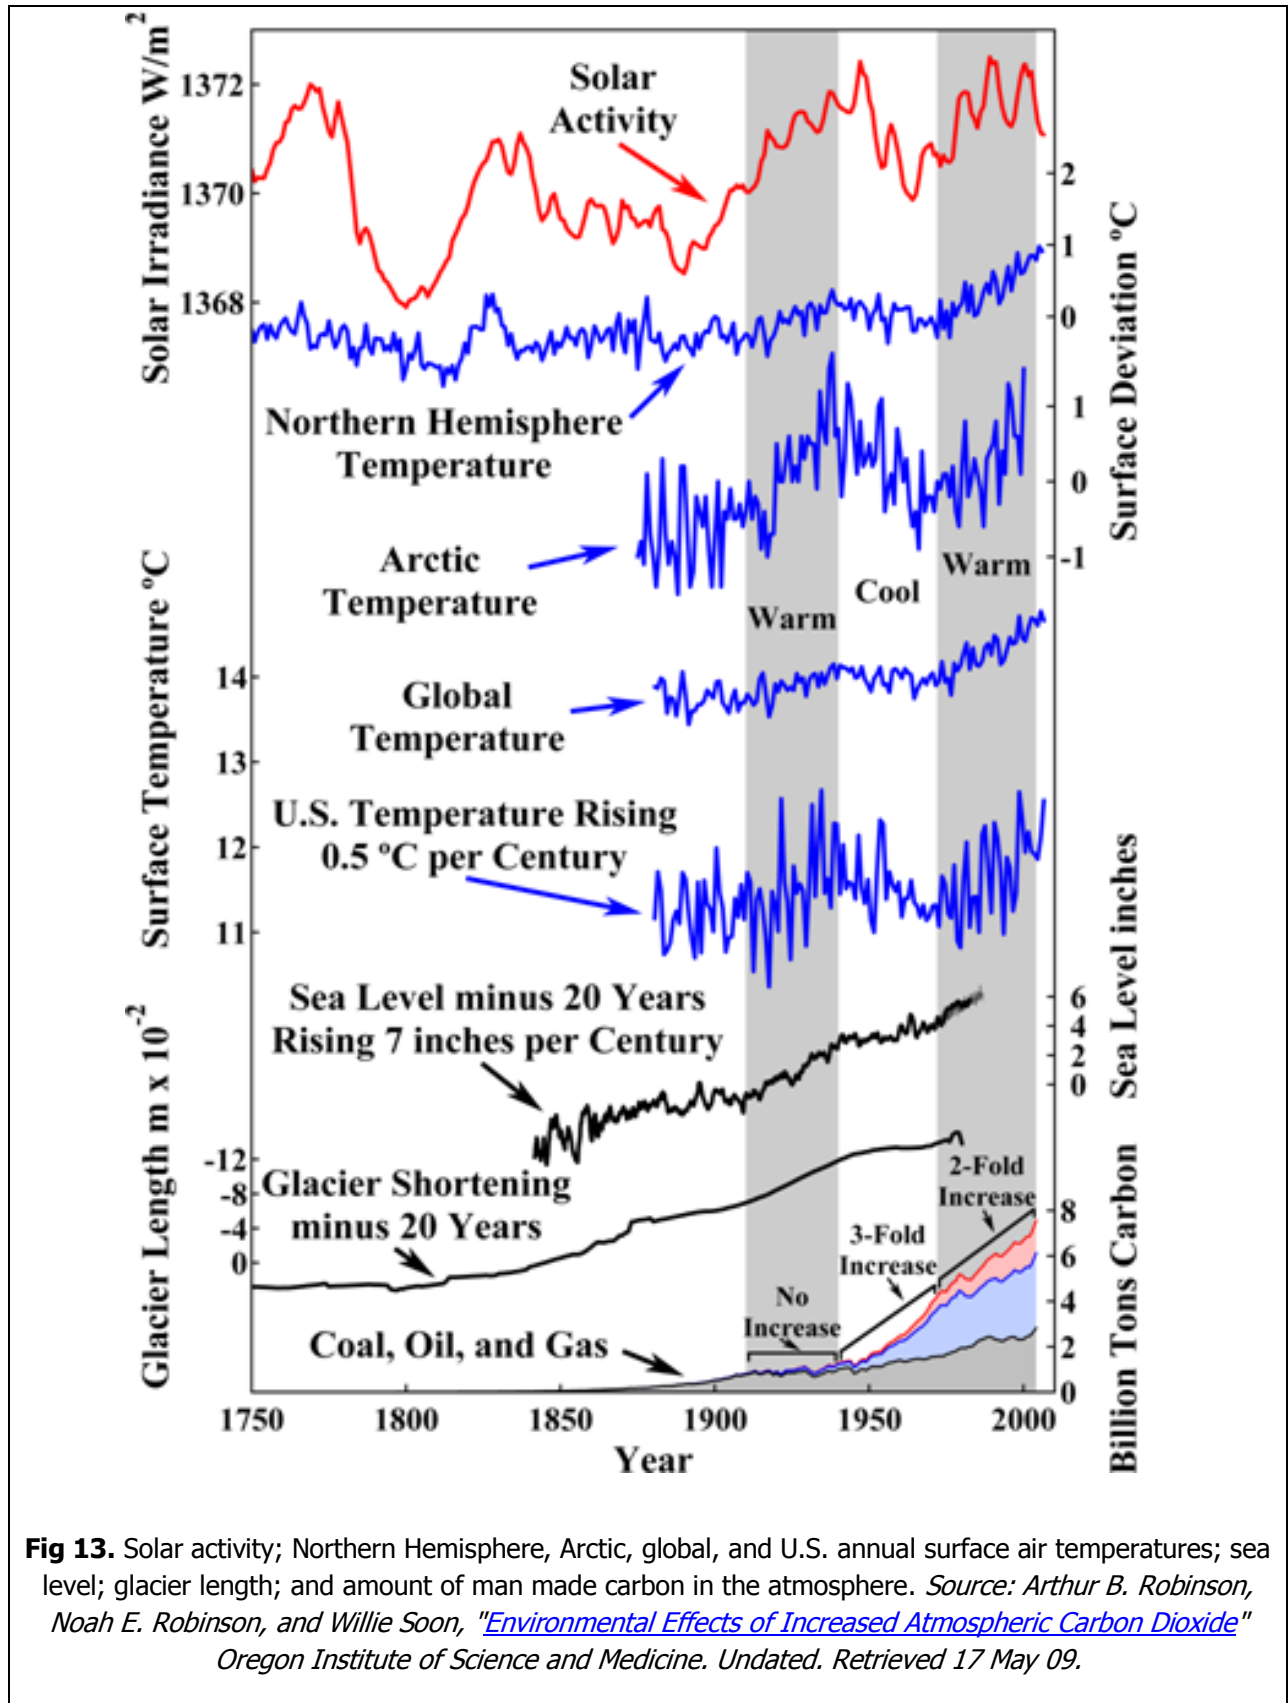 Solar Irradiance W/m2
1372
1370
1368
Solar
Activity
2
1
0
1
0
-1
Surface Deviation ºC
Northern Hemisphere
Temperature
Arctic
Temperature
Warm
Cool
Warm
Surface Temperature ºC
14
13
12
11
Global
Temperature
U.S. Temperature Rising
0.5 ºC per Century
Sea Level minus 20 Years
Rising 7 inches per Century
6
4
2
0
Sea Level inches
Glacier Length m x 10-2
-12
-8
-4
0
Glacier Shortening
minus 20 Years
2-Fold
Increase
3-Fold
Increase
No
Increase
Coal, Oil, and Gas
8
6
4
2
0
Billion Tons Carbon
1750 1800 1850 1900 1950 2000
Year
Fig 13. Solar activity; Northern Hemisphere, Arctic, global, and U.S. annual surface air temperatures; sea
level; glacier length; and amount of man made carbon in the atmosphere. Source: Arthur B. Robinson,
Noah E. Robinson, and Willie Soon, "Environmental Effects of Increased Atmospheric Carbon Dioxide"
Oregon Institute of Science and Medicine. Undated. Retrieved 17 May 09.